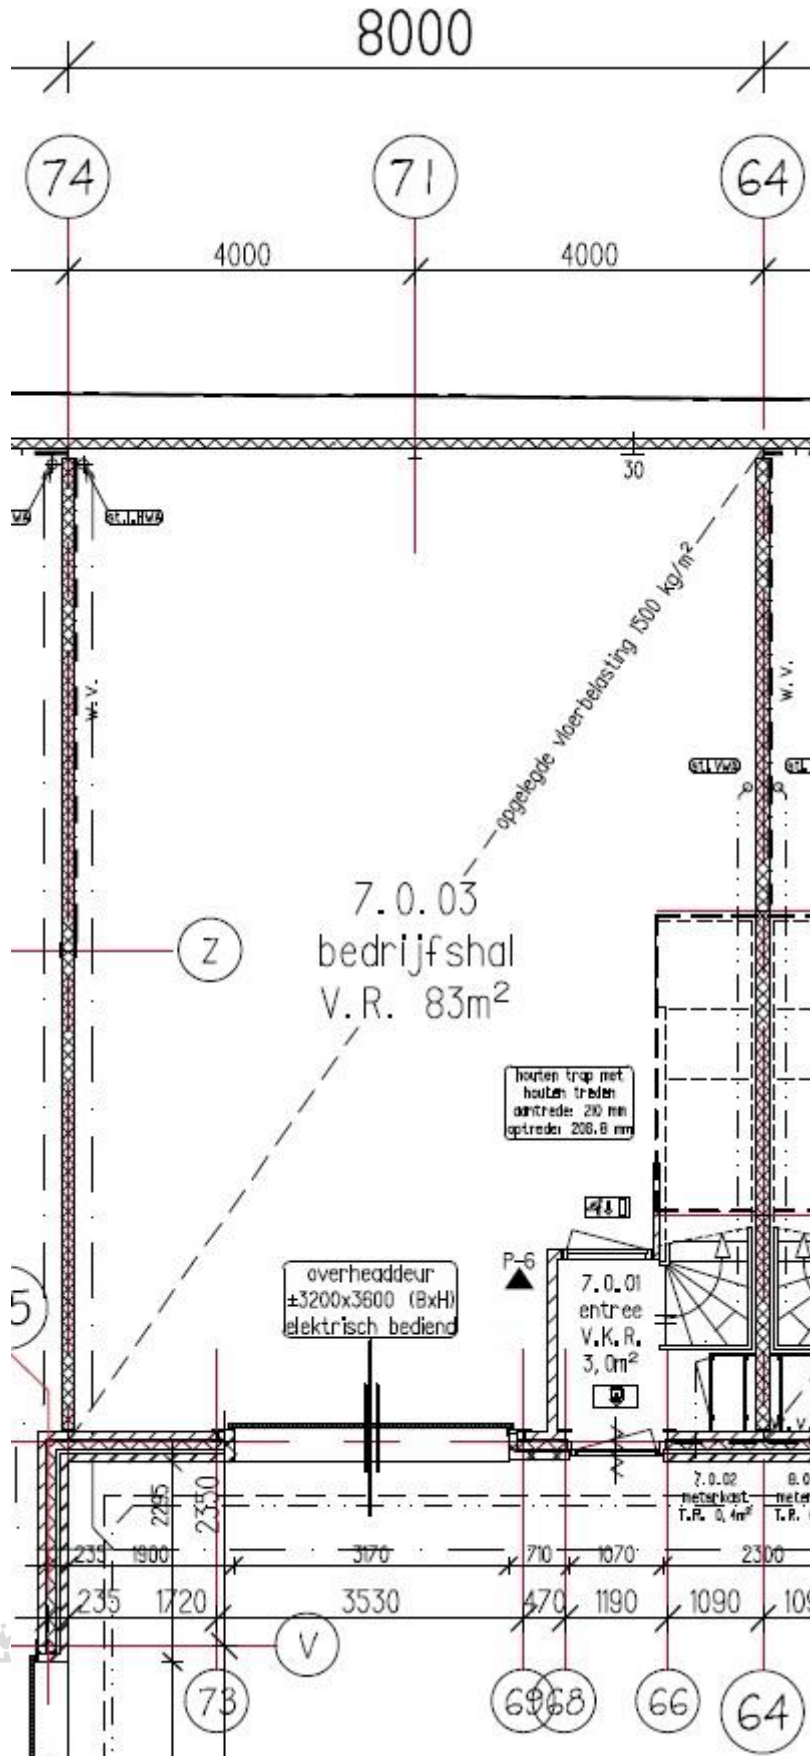 8000
74 71 64
4000 4000
30
st.l.HWA
opgelegde vloerbelasting 1500 kg/m²
w.v.
w.v.
st.l.VWA
7.0.03
bedrijfshal
V.R. 83m²
Z
houten trap met
houten treden
aantrede: 210 mm
optrede: 206.8 mm
P-6
overheaddeur
±3200x3600 (BxH)
elektrisch bediend
7.0.01
entree
V.K.R.
3,0m²
5
7.0.02
meterkast
T.R. 0,4m²
2295
2350
235 1900 3170 710 1070 2300
235 1720 3530 470 1190 1090
V
73 69 68 66 64